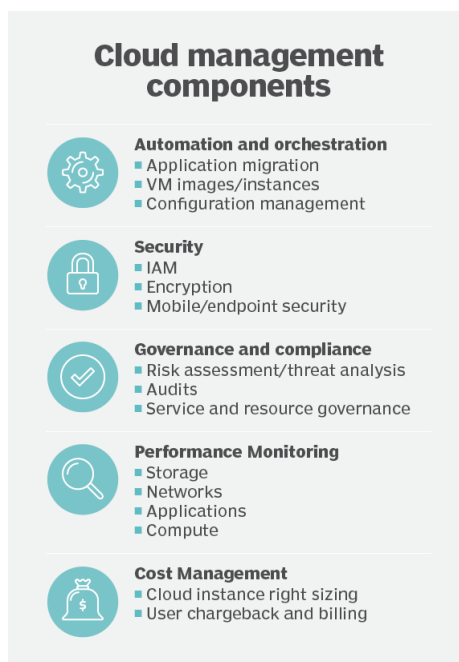 Cloud management
components
Automation and orchestration
Application migration
VM images/instances
Configuration management
Security
IAM
Encryption
Mobile/endpoint security
Governance and compliance
Risk assessment/threat analysis
Audits
Service and resource governance
Performance Monitoring
Storage
Networks
Applications
Compute
$
Cost Management
Cloud instance right sizing
User chargeback and billing